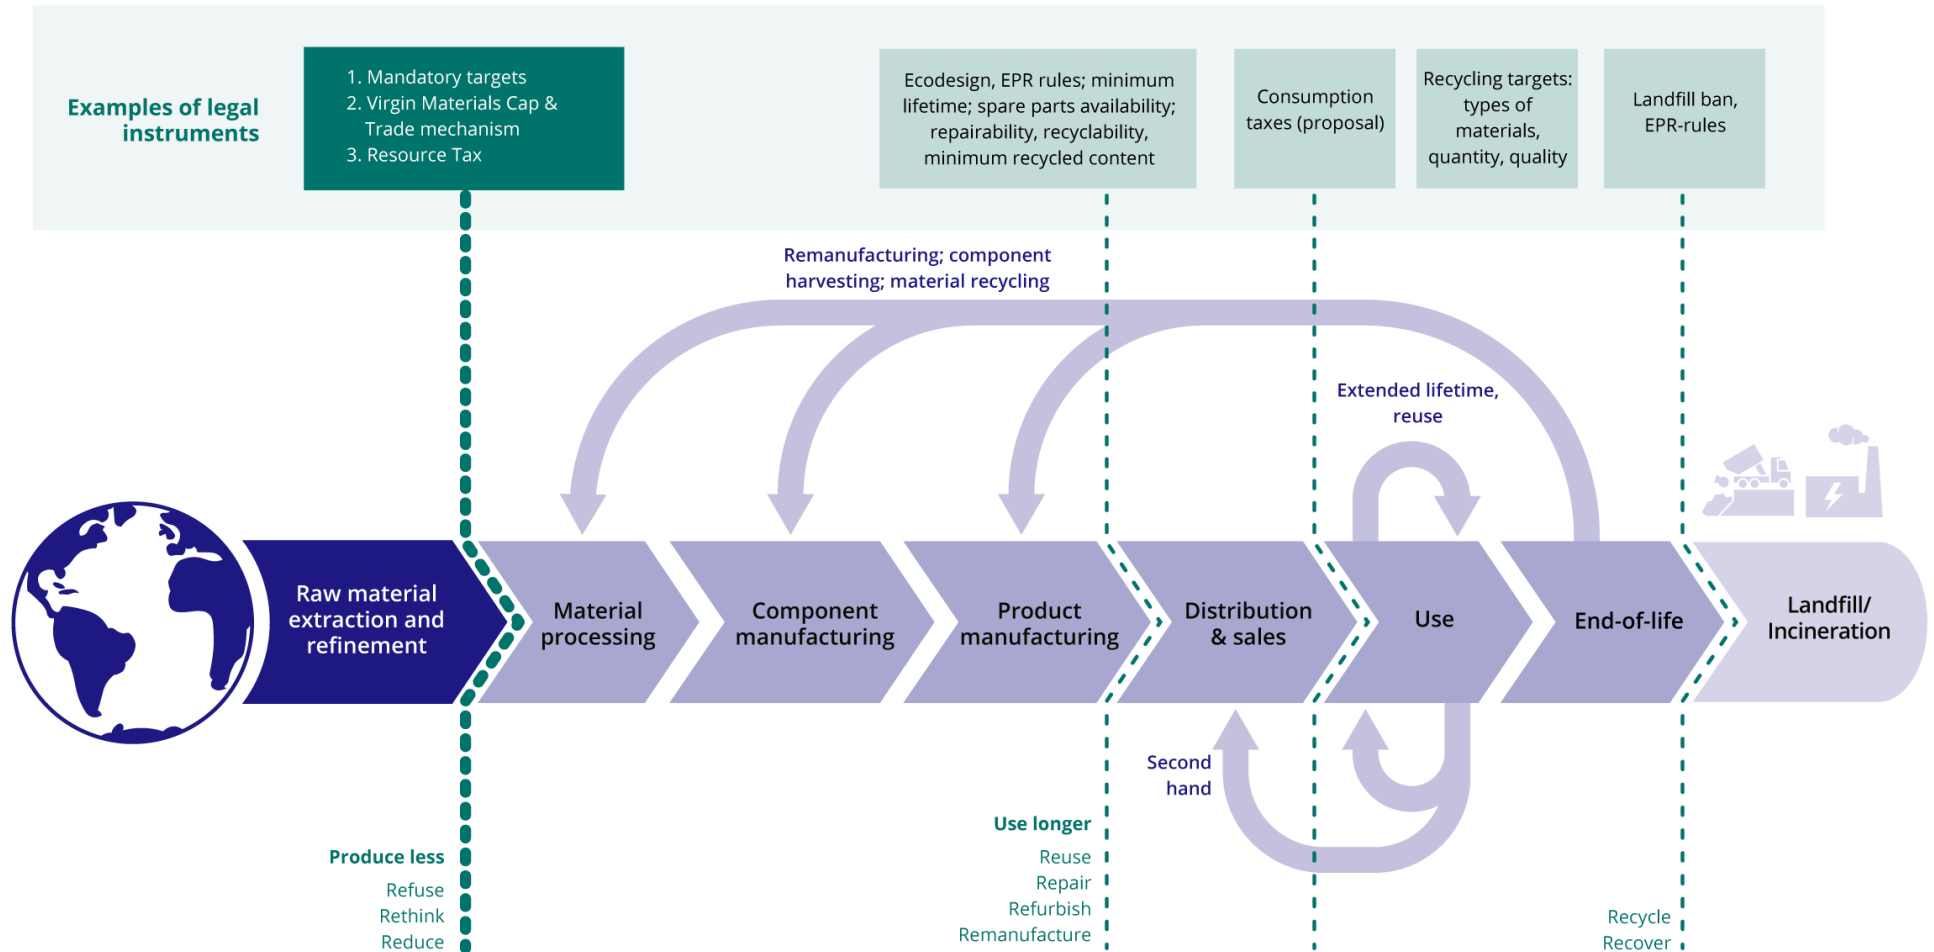 Examples of legal
instruments
1. Mandatory targets
2. Virgin Materials Cap &
Trade mechanism
3. Resource Tax
Ecodesign, EPR rules; minimum
lifetime; spare parts availability;
repairability, recyclability,
minimum recycled content
Consumption
taxes (proposal)
Recycling targets:
types of
materials,
quantity, quality
Landfill ban,
EPR-rules
Remanufacturing; component
harvesting; material recycling
Extended lifetime,
reuse
Raw material
extraction and
refinement
Material
processing
Component
manufacturing
Product
manufacturing
Distribution
& sales
Use
End-of-life
Landfill/
Incineration
Second
hand
Produce less
Refuse
Rethink
Reduce
Use longer
Reuse
Repair
Refurbish
Remanufacture
Recycle
Recover